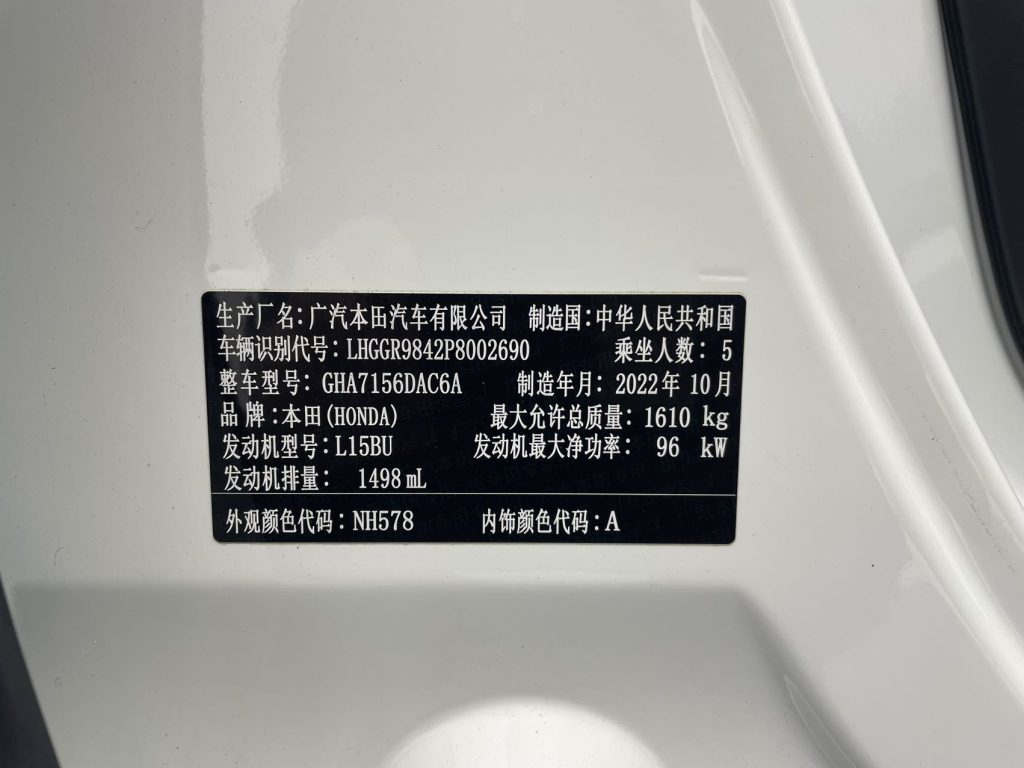 生产厂名：广汽本田汽车有限公司 制造国：中华人民共和国
车辆识别代号：LHGGR9842P8002690 乘坐人数：5
整车型号：GHA7156DAC6A 制造年月：2022年10月
品牌：本田(HONDA) 最大允许总质量：1610 kg
发动机型号：L15BU 发动机最大净功率：96 kW
发动机排量：1498 mL
外观颜色代码：NH578 内饰颜色代码：A